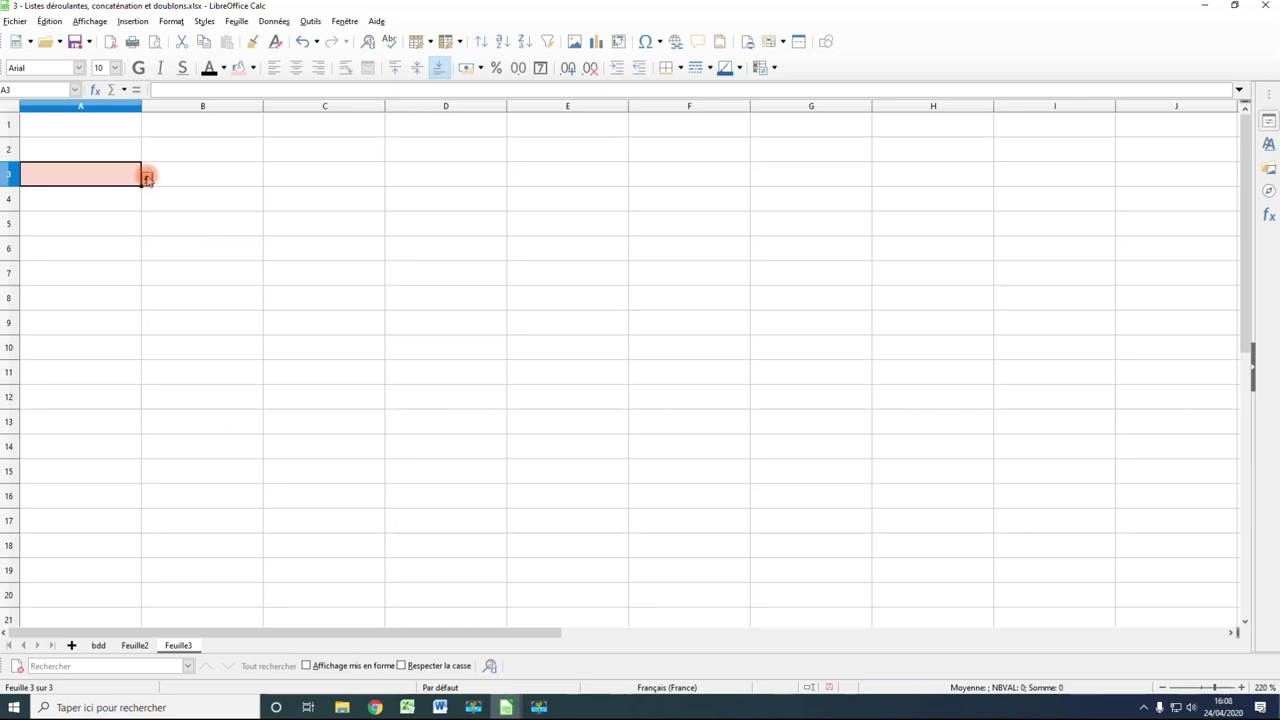 3 - Listes déroulantes, concaténation et doublons.xlsx - LibreOffice Calc
Fichier Édition Affichage Insertion Format Styles Feuille Données Outils Fenêtre Aide
Arial 10 G I S A
A3
A B C D E F G H I J
1
2
3
4
5
6
7
8
9
10
11
12
13
14
15
16
17
18
19
20
21
bdd Feuille2 Feuille3
Rechercher Tout rechercher Affichage mis en forme Respecter la casse
Feuille 3 sur 3 Par défaut Français (France) Moyenne: ; NBVAL: 0; Somme: 0 220 %
Taper ici pour rechercher 16:08
24/04/2020